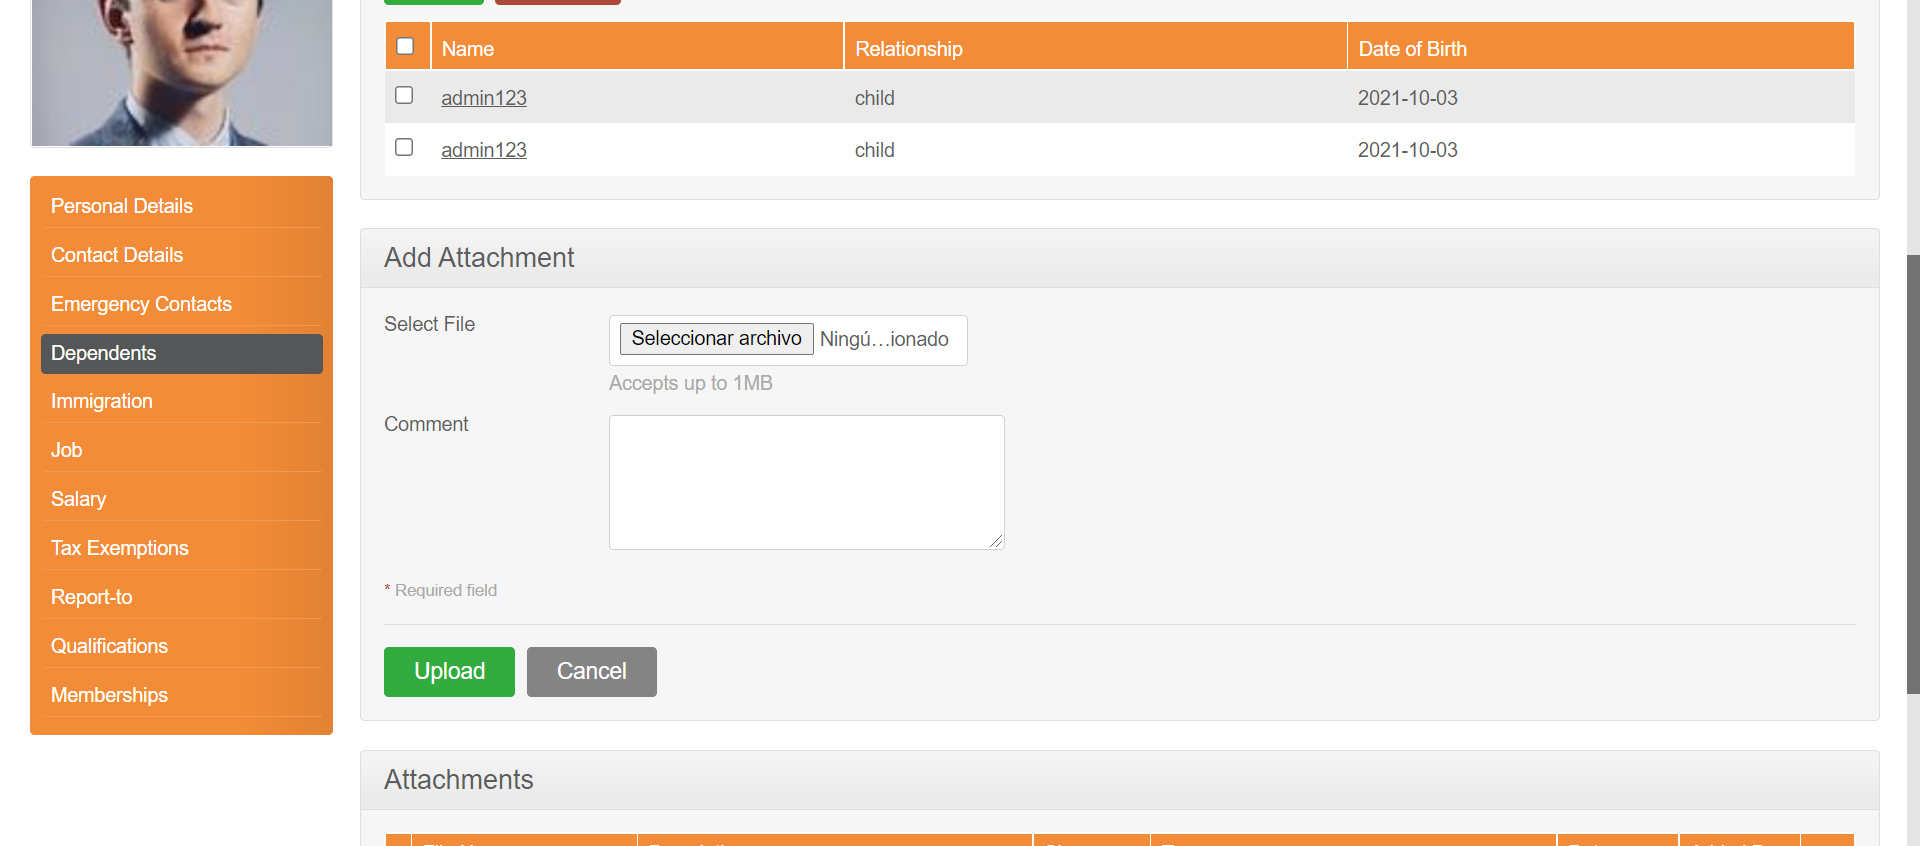 Name Relationship Date of Birth
admin123 child 2021-10-03
admin123 child 2021-10-03
Personal Details
Contact Details
Emergency Contacts
Dependents
Immigration
Job
Salary
Tax Exemptions
Report-to
Qualifications
Memberships
Add Attachment
Select File Seleccionar archivo Ningú…ionado
Accepts up to 1MB
Comment
* Required field
Upload Cancel
Attachments